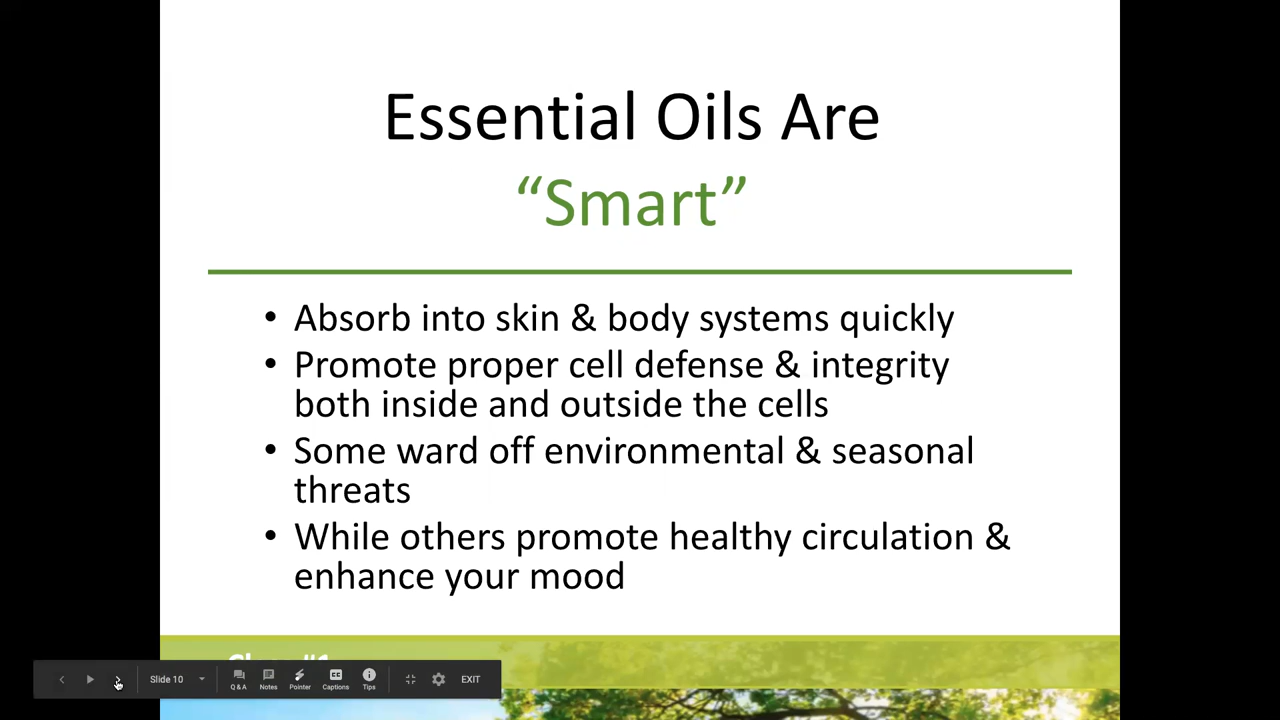 Essential Oils Are
“Smart”
• Absorb into skin & body systems quickly
• Promote proper cell defense & integrity
both inside and outside the cells
• Some ward off environmental & seasonal
threats
• While others promote healthy circulation &
enhance your mood
Slide 10
Q & A
Notes
Pointer
Captions
Tips
EXIT